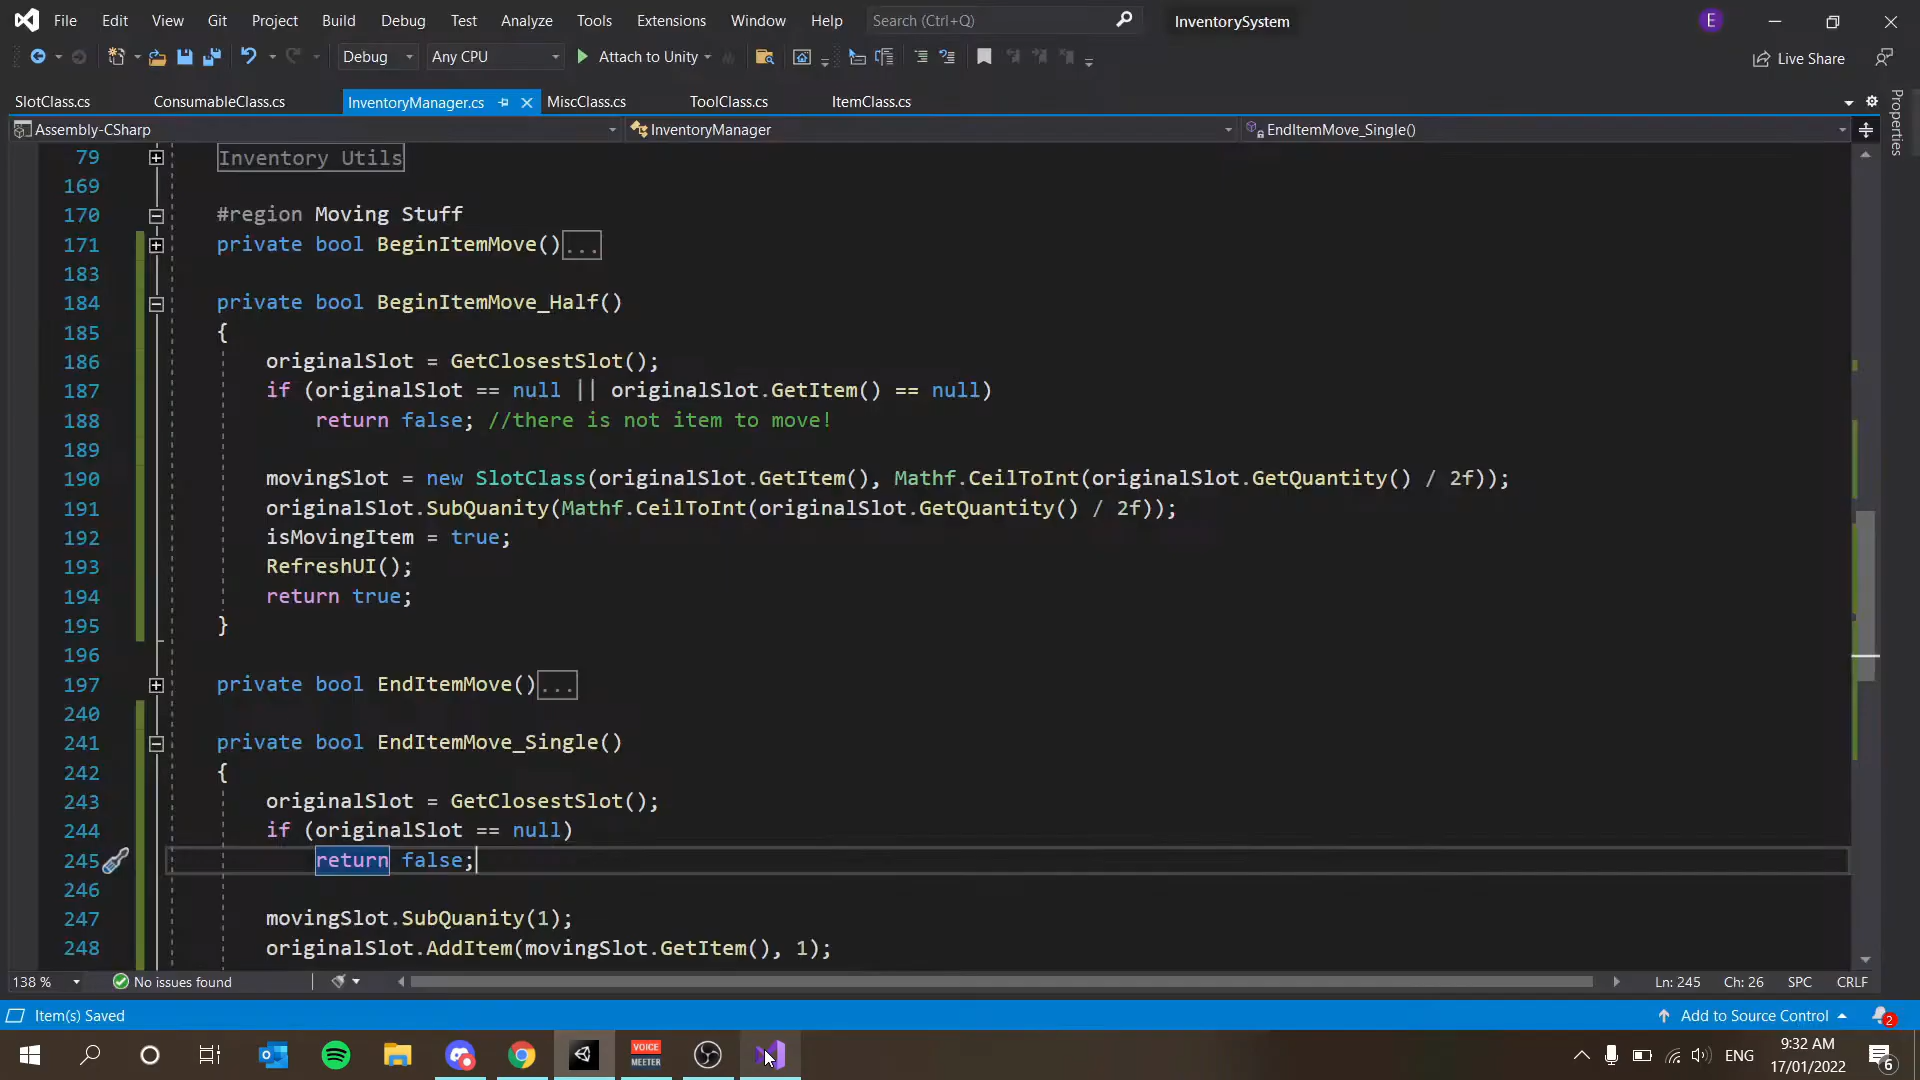 File Edit View Git Project Build Debug Test Analyze Tools Extensions Window Help Search (Ctrl+Q) InventorySystem E
Debug Any CPU Attach to Unity Live Share
SlotClass.cs ConsumableClass.cs InventoryManager.cs MiscClass.cs ToolClass.cs ItemClass.cs
Assembly-CSharp InventoryManager EndItemMove_Single()
Properties
79 Inventory Utils
169
170 #region Moving Stuff
171 private bool BeginItemMove()...
183
184 private bool BeginItemMove_Half()
185 {
186 originalSlot = GetClosestSlot();
187 if (originalSlot == null || originalSlot.GetItem() == null)
188 return false; //there is not item to move!
189
190 movingSlot = new SlotClass(originalSlot.GetItem(), Mathf.CeilToInt(originalSlot.GetQuantity() / 2f));
191 originalSlot.SubQuanity(Mathf.CeilToInt(originalSlot.GetQuantity() / 2f));
192 isMovingItem = true;
193 RefreshUI();
194 return true;
195 }
196
197 private bool EndItemMove()...
240
241 private bool EndItemMove_Single()
242 {
243 originalSlot = GetClosestSlot();
244 if (originalSlot == null)
245 return false;
246
247 movingSlot.SubQuanity(1);
248 originalSlot.AddItem(movingSlot.GetItem(), 1);
138 % No issues found Ln: 245 Ch: 26 SPC CRLF
Item(s) Saved Add to Source Control 2
VOICE
MEETER
ENG
9:32 AM
17/01/2022
6